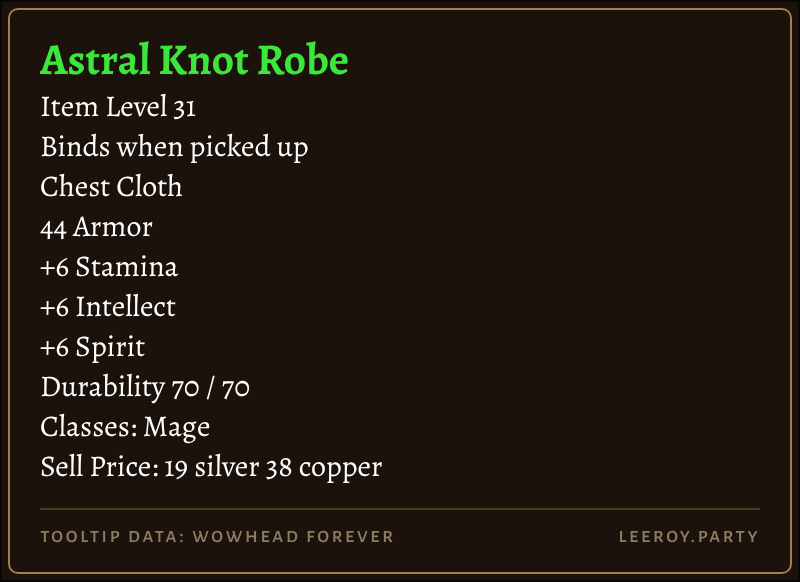 Astral Knot Robe
Item Level 31
Binds when picked up
Chest Cloth
44 Armor
+6 Stamina
+6 Intellect
+6 Spirit
Durability 70 / 70
Classes: Mage
Sell Price: 19 silver 38 copper
TOOLTIP DATA: WOWHEAD FOREVER
LEEROY.PARTY